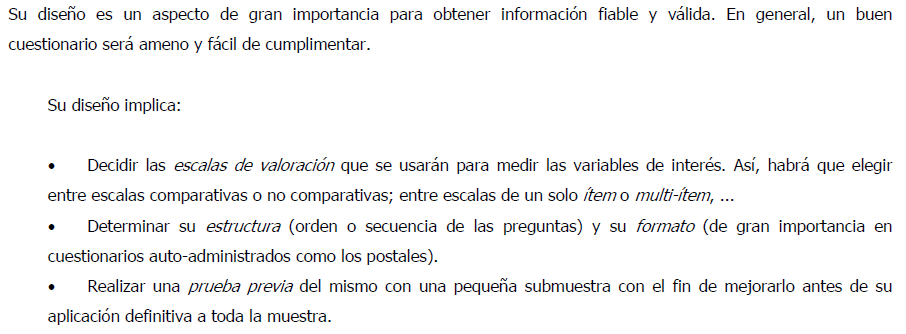 Su diseño es un aspecto de gran importancia para obtener información fiable y válida. En general, un buen
cuestionario será ameno y fácil de cumplimentar.
Su diseño implica:
• Decidir las escalas de valoración que se usarán para medir las variables de interés. Así, habrá que elegir
entre escalas comparativas o no comparativas; entre escalas de un solo ítem o multi-ítem, ...
• Determinar su estructura (orden o secuencia de las preguntas) y su formato (de gran importancia en
cuestionarios auto-administrados como los postales).
• Realizar una prueba previa del mismo con una pequeña submuestra con el fin de mejorarlo antes de su
aplicación definitiva a toda la muestra.